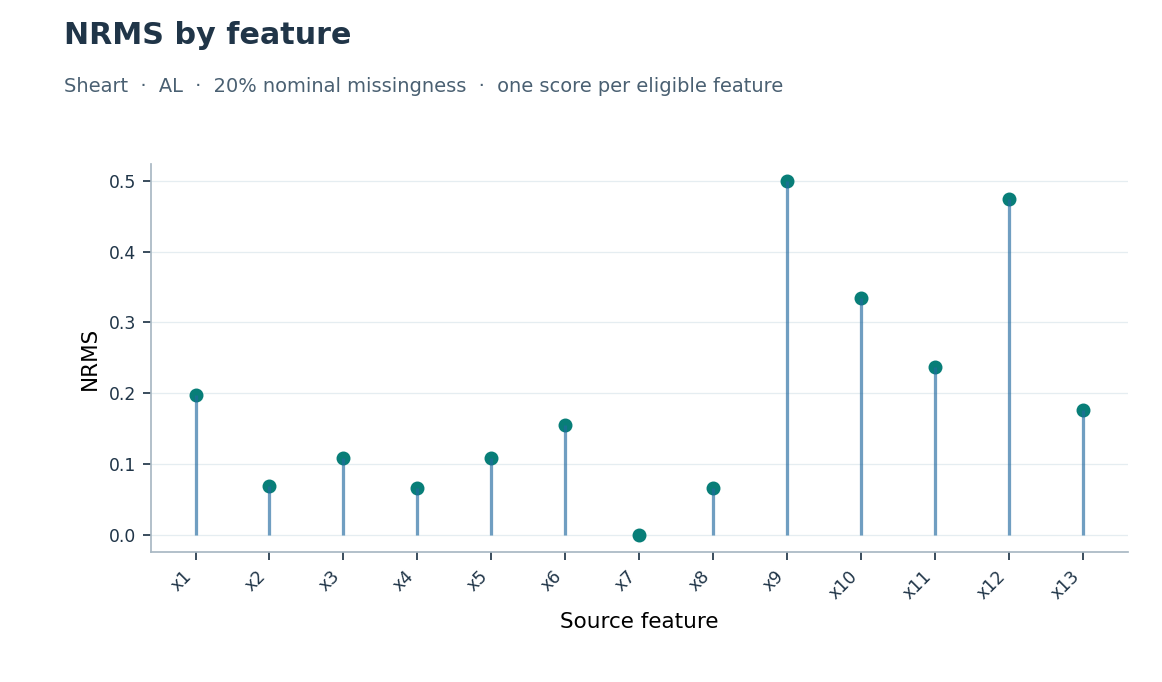 NRMS by feature
Sheart · AL · 20% nominal missingness · one score per eligible feature
NRMS
0.5
0.4
0.3
0.2
0.1
0.0
x1 x2 x3 x4 x5 x6 x7 x8 x9 x10 x11 x12 x13
Source feature